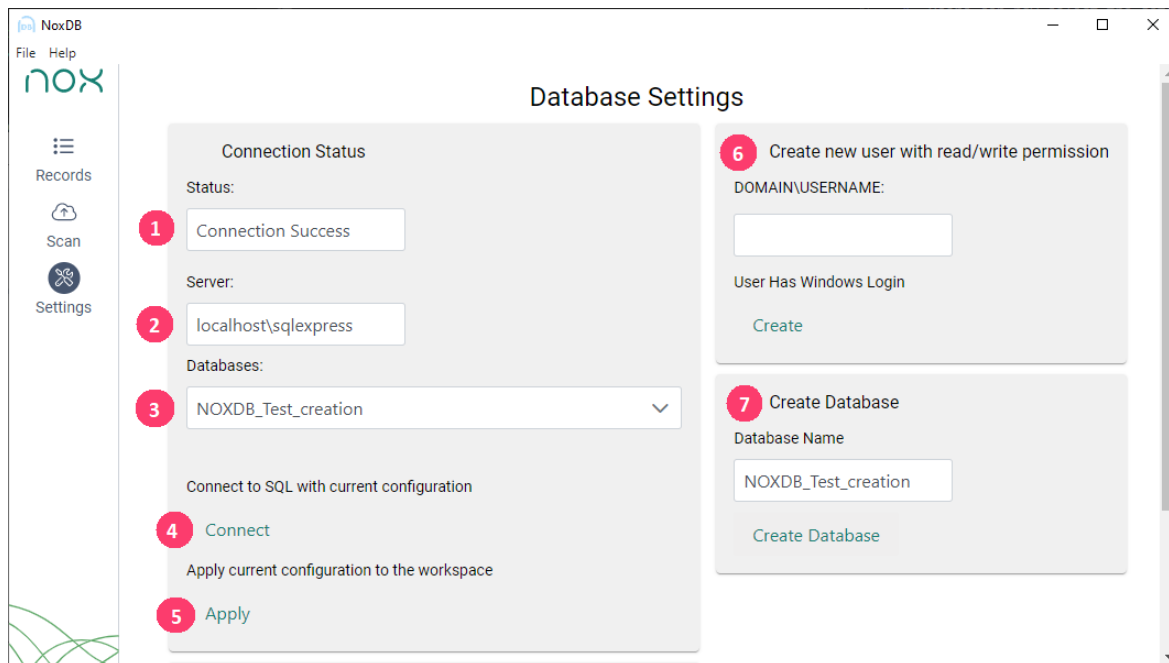 NoxDB
File Help
nox
Records
Scan
Settings
Database Settings
Connection Status
Status:
1 Connection Success
Server:
2 localhost\sqlexpress
Databases:
3 NOXDB_Test_creation
Connect to SQL with current configuration
4 Connect
Apply current configuration to the workspace
5 Apply
6 Create new user with read/write permission
DOMAIN\USERNAME:
User Has Windows Login
Create
7 Create Database
Database Name
NOXDB_Test_creation
Create Database